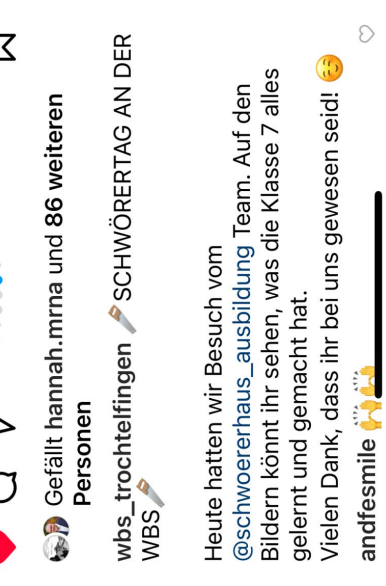 Gefällt hannah.mrna und 86 weiteren
Personen
wbs_trochtelfingen 🪚SCHWÖRERTAG AN DER
WBS🪚
Heute hatten wir Besuch vom
@schwoererhaus_ausbildung Team. Auf den
Bildern könnt ihr sehen, was die Klasse 7 alles
gelernt und gemacht hat.
Vielen Dank, dass ihr bei uns gewesen seid! 😊
andfesmile 🙌🙌